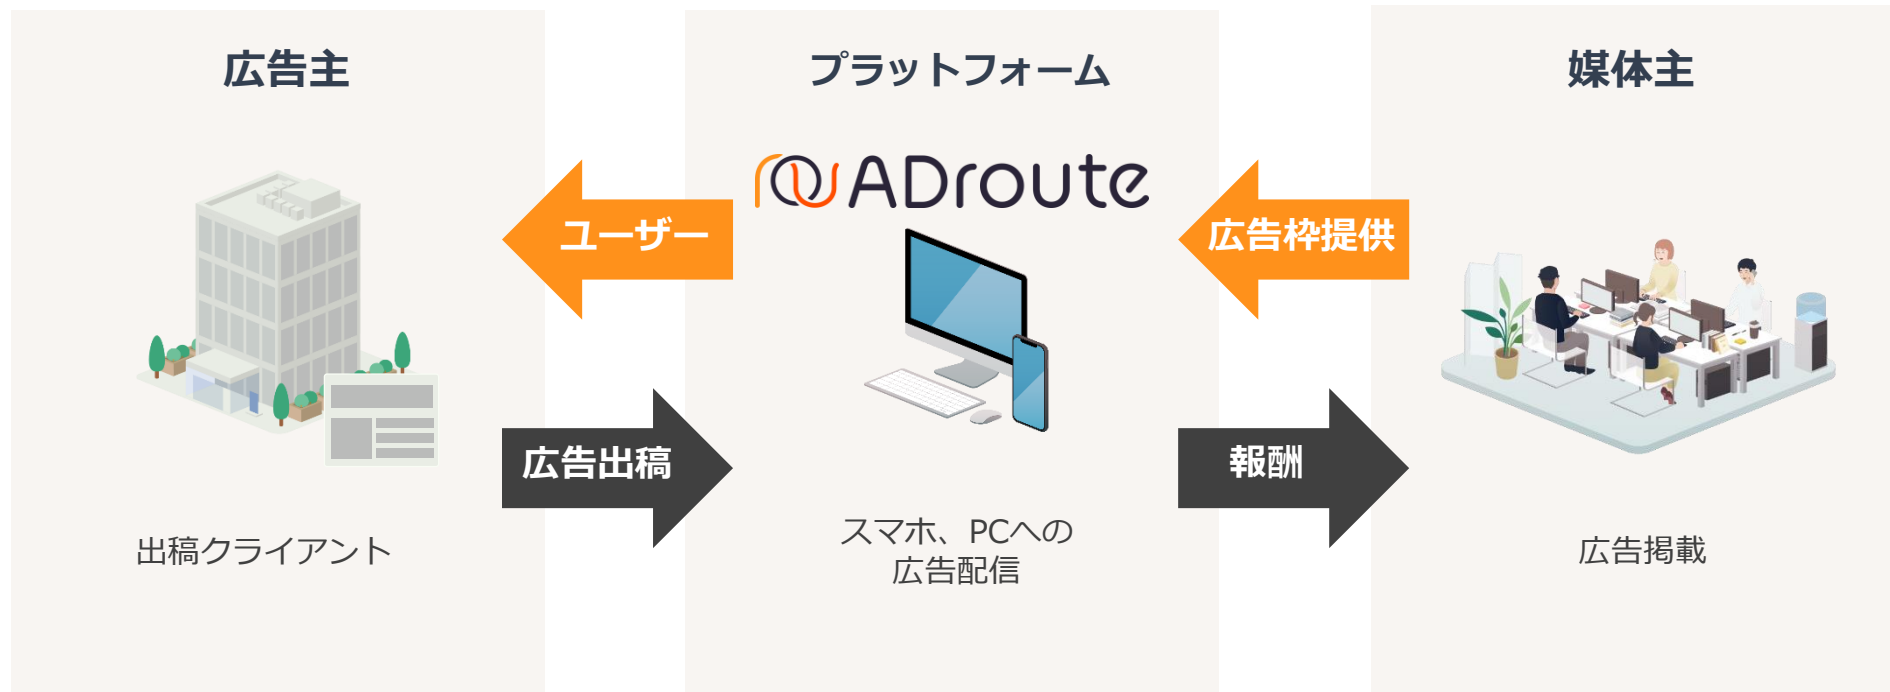 広告主
出稿クライアント
ユーザー
広告出稿
プラットフォーム
ADroute
スマホ、PCへの
広告配信
広告枠提供
報酬
媒体主
広告掲載